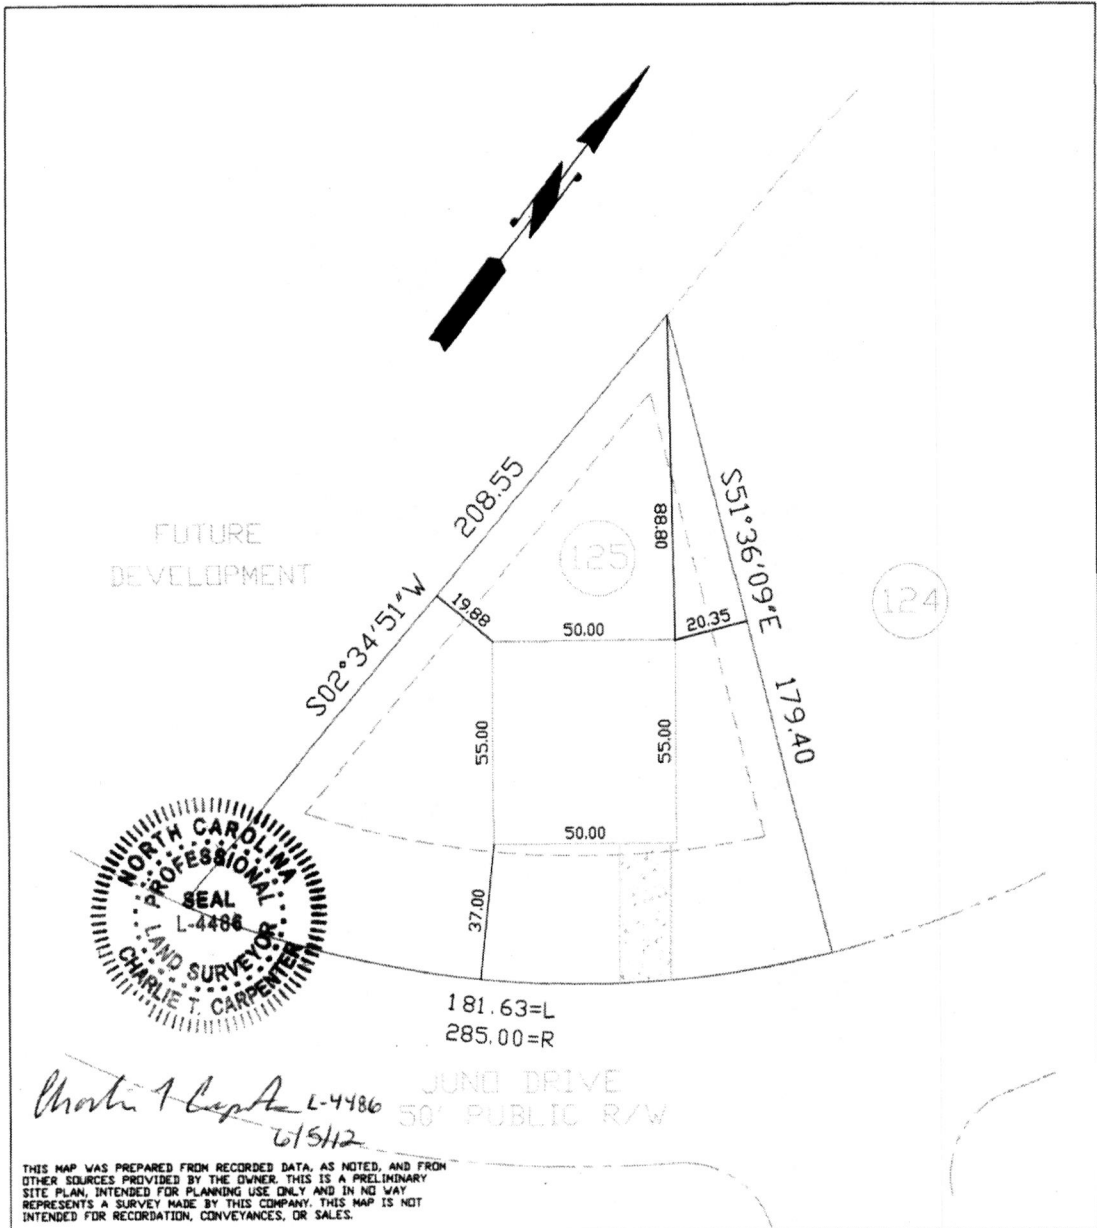 208.55
FUTURE
DEVELOPMENT
125
88.80
S51°36'09"E
124
S02°34'51"W
19.88
50.00
20.35
55.00
55.00
179.40
50.00
37.00
NORTH CAROLINA
PROFESSIONAL
SEAL
L-4486
LAND SURVEYOR
CHARLIE T. CARPENTER
181.63=L
285.00=R
JUNO DRIVE
50' PUBLIC R/W
L-4486
6/5/12
THIS MAP WAS PREPARED FROM RECORDED DATA, AS NOTED, AND FROM
OTHER SOURCES PROVIDED BY THE OWNER. THIS IS A PRELIMINARY
SITE PLAN, INTENDED FOR PLANNING USE ONLY AND IN NO WAY
REPRESENTS A SURVEY MADE BY THIS COMPANY. THIS MAP IS NOT
INTENDED FOR RECORDATION, CONVEYANCES, OR SALES.